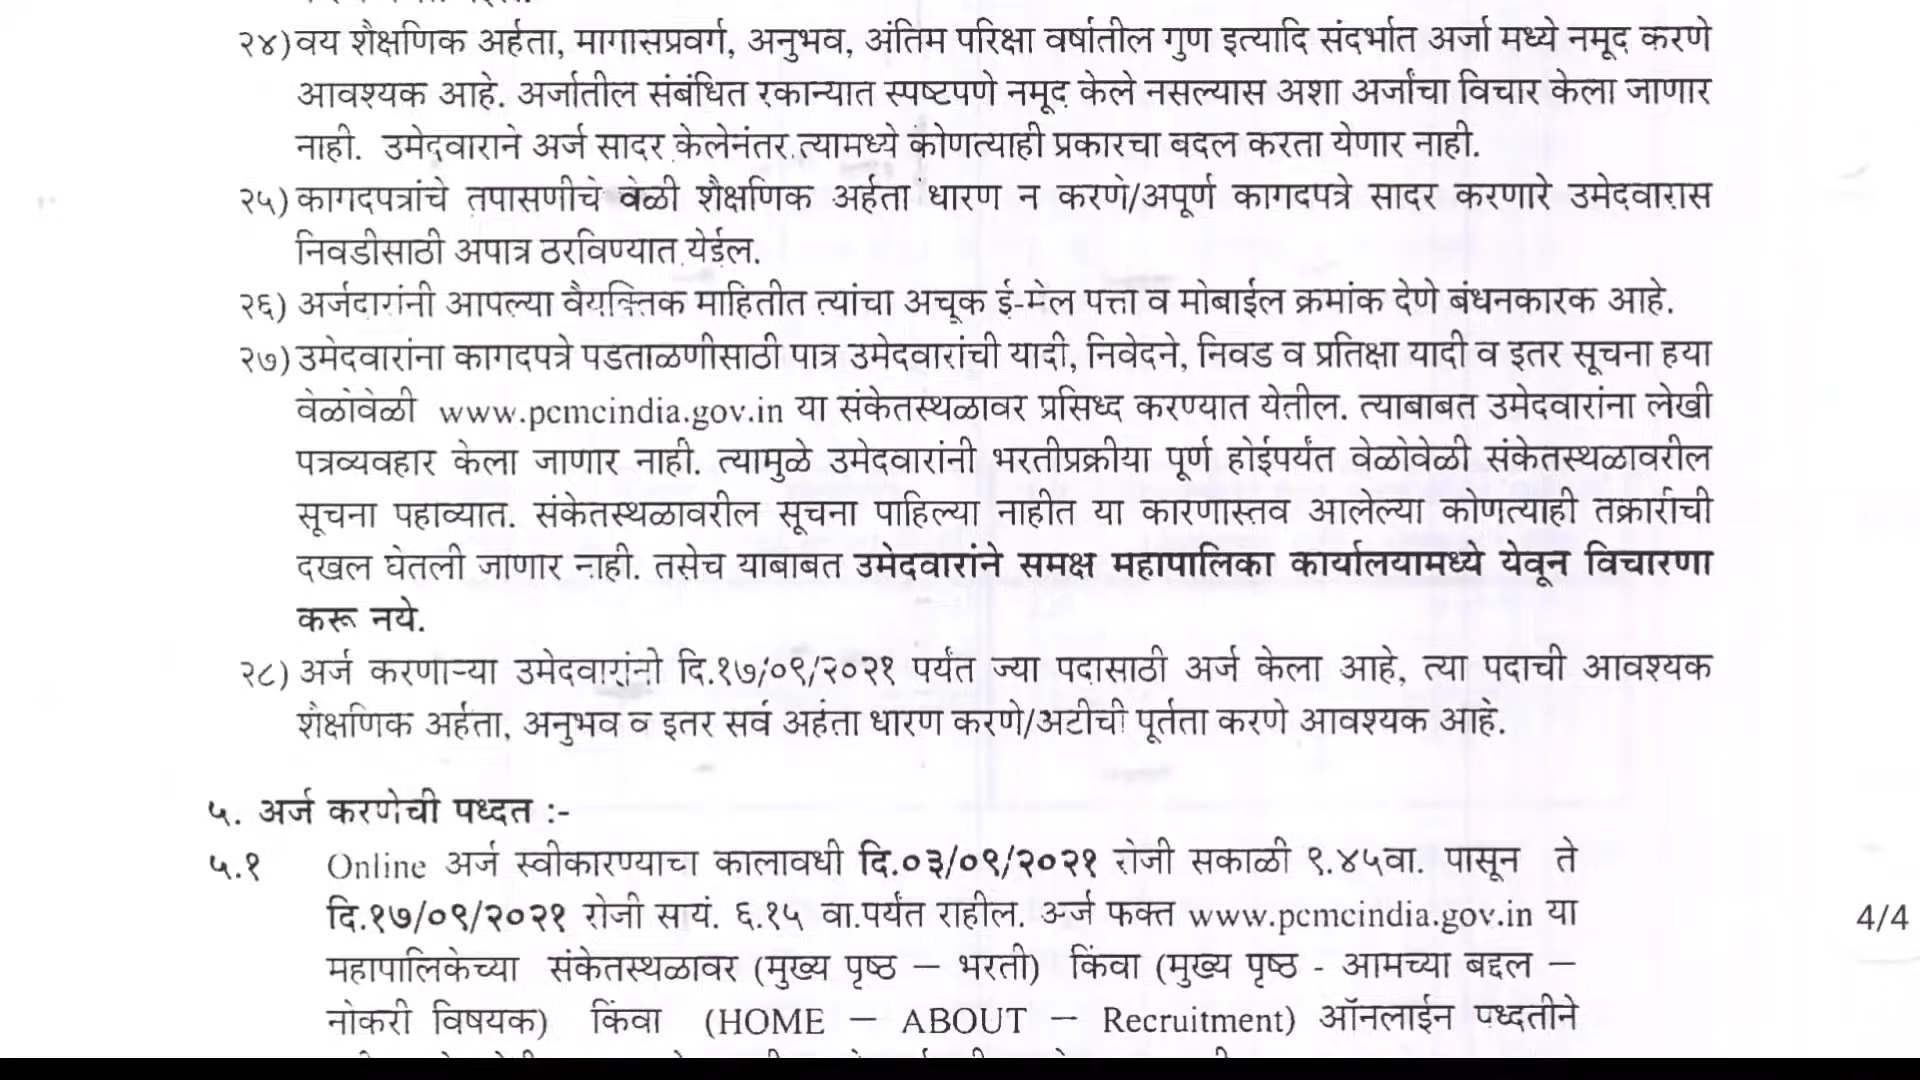 २४) वय शैक्षणिक अर्हता, मागासप्रवर्ग, अनुभव, अंतिम परिक्षा वर्षातील गुण इत्यादि संदर्भात अर्जा मध्ये नमूद करणे
आवश्यक आहे. अर्जातील संबंधित रकान्यात स्पष्टपणे नमूद केले नसल्यास अशा अर्जांचा विचार केला जाणार
नाही. उमेदवाराने अर्ज सादर केलेनंतर त्यामध्ये कोणत्याही प्रकारचा बदल करता येणार नाही.
२५) कागदपत्रांचे तपासणीचे वेळी शैक्षणिक अर्हता धारण न करणे/अपूर्ण कागदपत्रे सादर करणारे उमेदवारास
निवडीसाठी अपात्र ठरविण्यात येईल.
२६) अर्जदारांनी आपल्या वैयक्तिक माहितीत त्यांचा अचूक ई-मेल पत्ता व मोबाईल क्रमांक देणे बंधनकारक आहे.
२७) उमेदवारांना कागदपत्रे पडताळणीसाठी पात्र उमेदवारांची यादी, निवेदने, निवड व प्रतिक्षा यादी व इतर सूचना हया
वेळोवेळी www.pcmcindia.gov.in या संकेतस्थळावर प्रसिध्द करण्यात येतील. त्याबाबत उमेदवारांना लेखी
पत्रव्यवहार केला जाणार नाही. त्यामुळे उमेदवारांनी भरतीप्रक्रीया पूर्ण होईपर्यंत वेळोवेळी संकेतस्थळावरील
सूचना पहाव्यात. संकेतस्थळावरील सूचना पाहिल्या नाहीत या कारणास्तव आलेल्या कोणत्याही तक्रारींची
दखल घेतली जाणार नाही. तसेच याबाबत उमेदवारांने समक्ष महापालिका कार्यालयामध्ये येवून विचारणा
करू नये.
२८) अर्ज करणाऱ्या उमेदवारांनी दि.१७/०९/२०२१ पर्यंत ज्या पदासाठी अर्ज केला आहे, त्या पदाची आवश्यक
शैक्षणिक अर्हता, अनुभव व इतर सर्व अर्हता धारण करणे/अटीची पूर्तता करणे आवश्यक आहे.
५. अर्ज करणेची पध्दत :-
५.१ Online अर्ज स्वीकारण्याचा कालावधी दि.०३/०९/२०२१ रोजी सकाळी ९.४५वा. पासून ते
दि.१७/०९/२०२१ रोजी सायं. ६.१५ वा.पर्यंत राहील. अर्ज फक्त www.pcmcindia.gov.in या
4/4
महापालिकेच्या संकेतस्थळावर (मुख्य पृष्ठ – भरती) किंवा (मुख्य पृष्ठ - आमच्या बद्दल –
नोकरी विषयक) किंवा (HOME – ABOUT – Recruitment) ऑनलाईन पध्दतीने